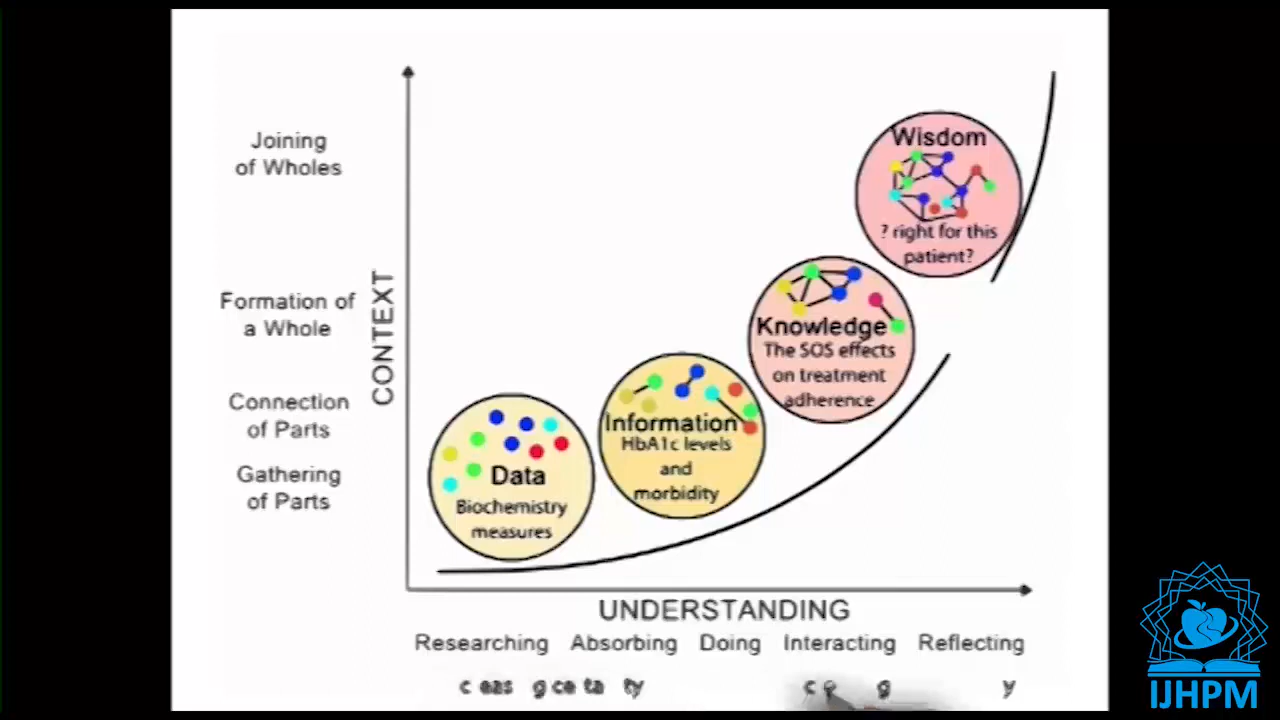 Joining
of Wholes
Formation of
a Whole
Connection
of Parts
Gathering
of Parts
CONTEXT
Wisdom
? right for this
patient?
Knowledge
The SOS effects
on treatment
adherence
Information
HbA1c levels
and
morbidity
Data
Biochemistry
measures
UNDERSTANDING
Researching Absorbing Doing Interacting Reflecting
IJHPM